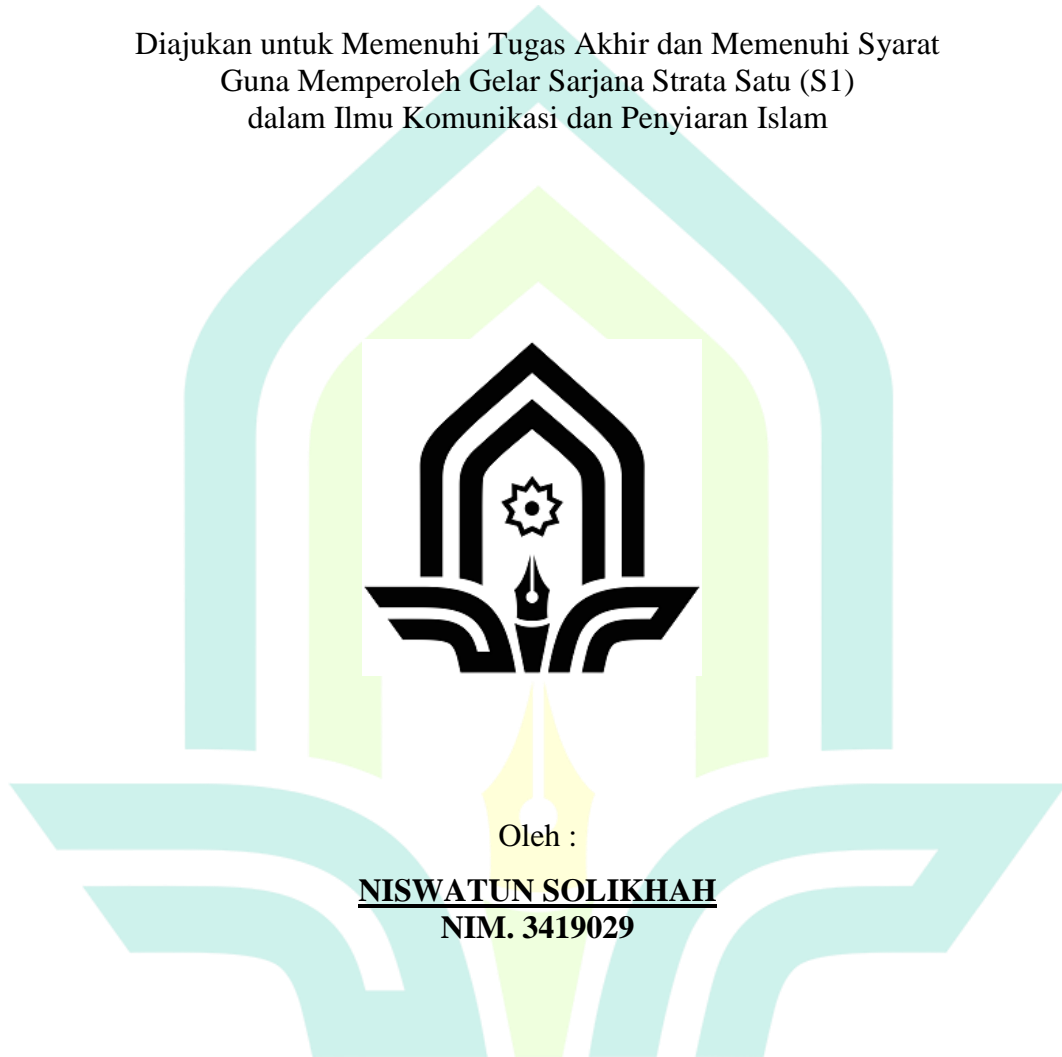 Diajukan untuk Memenuhi Tugas Akhir dan Memenuhi Syarat
Guna Memperoleh Gelar Sarjana Strata Satu (S1)
dalam Ilmu Komunikasi dan Penyiaran Islam
Oleh :
NISWATUN SOLIKHAH
NIM. 3419029